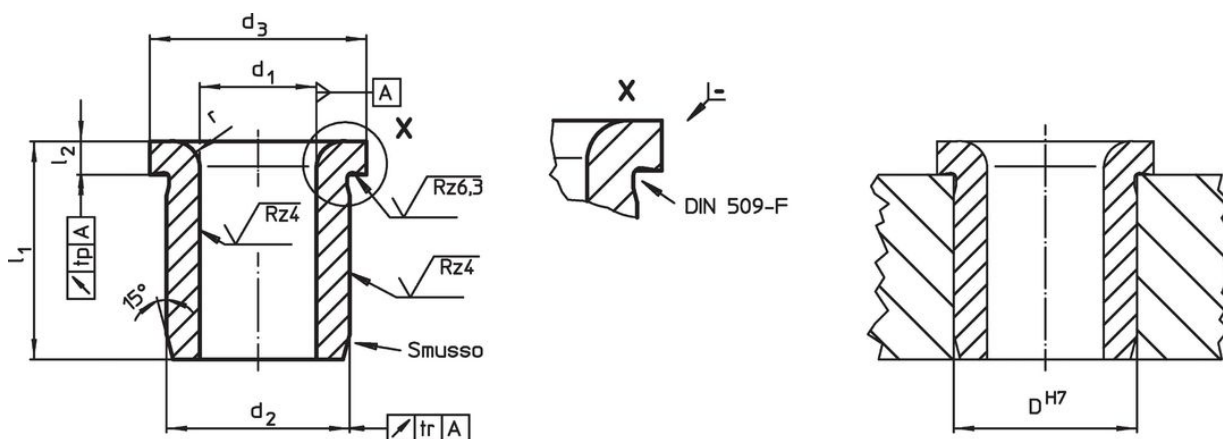 d3
d1
A
r
X
l2
Rz6,3
Rz4
tp A
l1
Rz4
15°
Smusso
d2
tr A
X
DIN 509-F
D H7